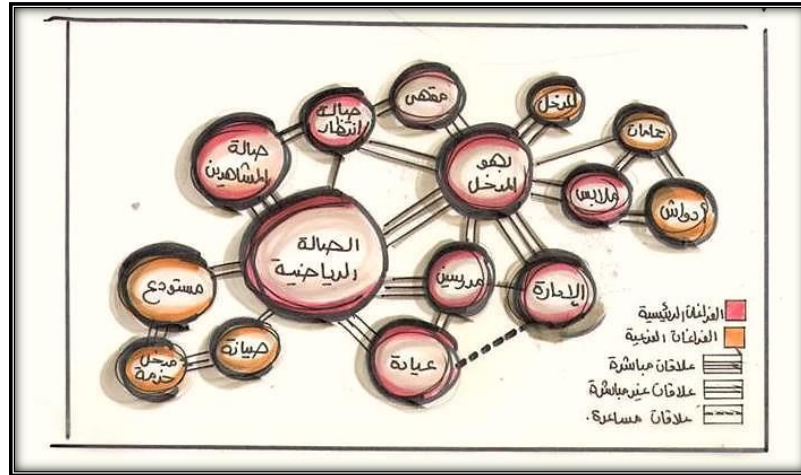 مقهى
المدخل
صالة
انتظار
حمامات
صالة
المشاهدين
بهو
المدخل
ملابس
أدواش
الصالة
الرياضية
مدربين
الإدارة
مستودع
صيانة
عيادة
مدخل
خدمة
الفراغات الرئيسية
الفراغات الفرعية
علاقات مباشرة
علاقات غير مباشرة
علاقات مساعدة.